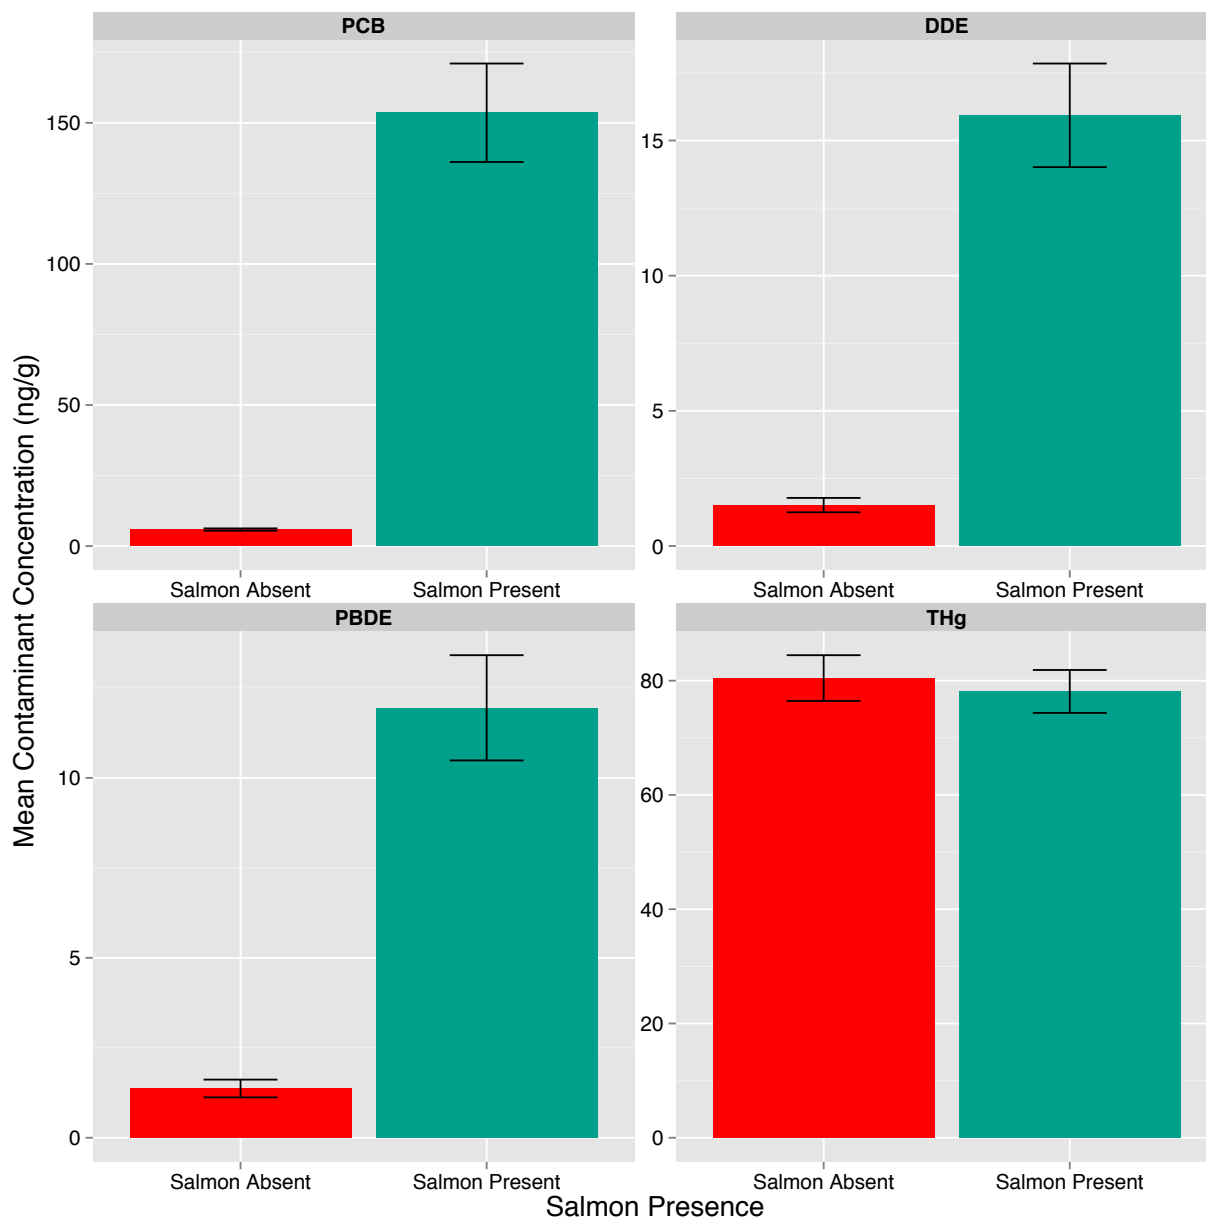 PCB
DDE
Mean Contaminant Concentration (ng/g)
150
100
50
0
15
10
5
0
Salmon Absent
Salmon Present
Salmon Absent
Salmon Present
PBDE
THg
10
5
0
80
60
40
20
0
Salmon Absent
Salmon Present
Salmon Absent
Salmon Present
Salmon Presence